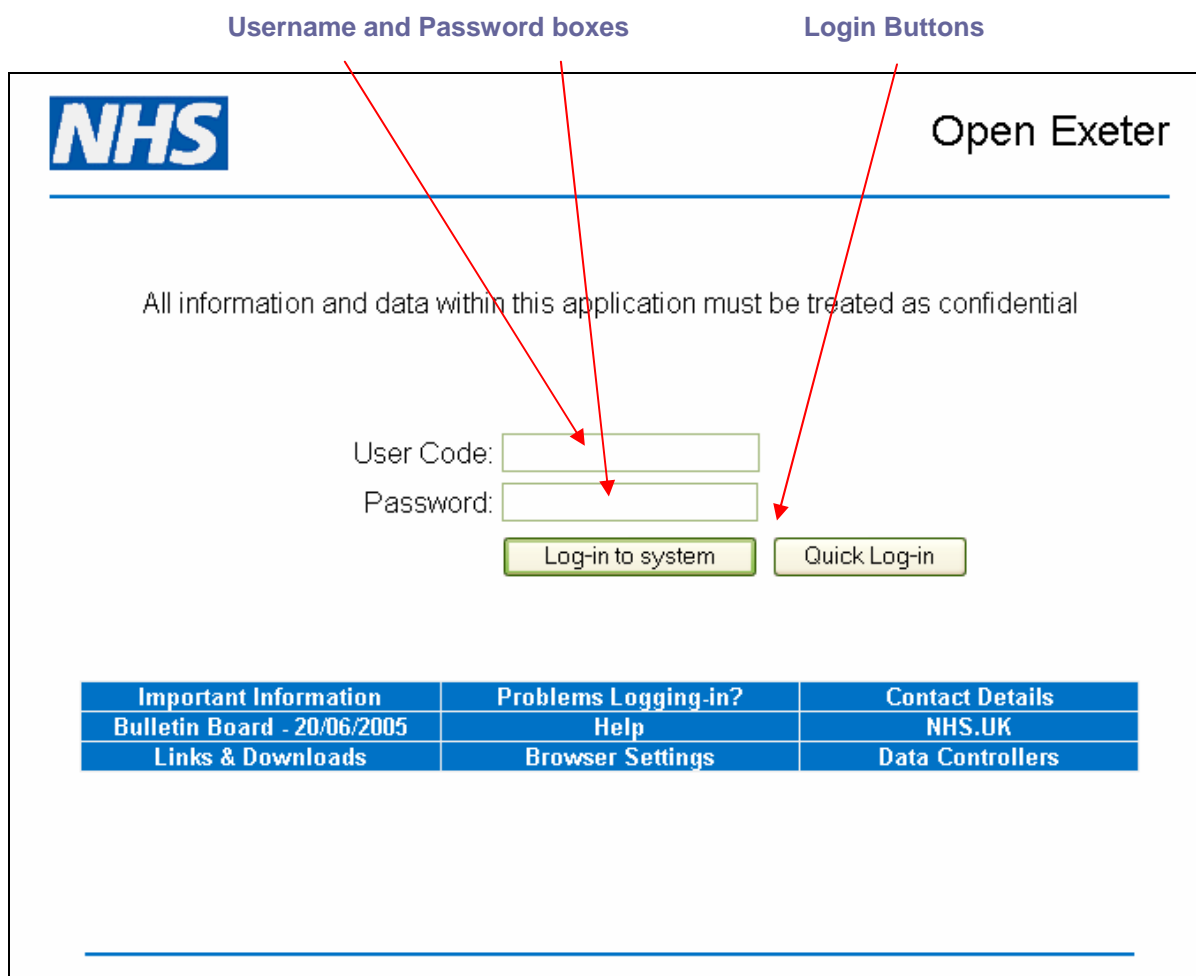 Username and Password boxes Login Buttons
NHS Open Exeter
All information and data within this application must be treated as confidential
User Code:
Password:
Log-in to system Quick Log-in
Important Information Problems Logging-in? Contact Details
Bulletin Board - 20/06/2005 Help NHS.UK
Links & Downloads Browser Settings Data Controllers